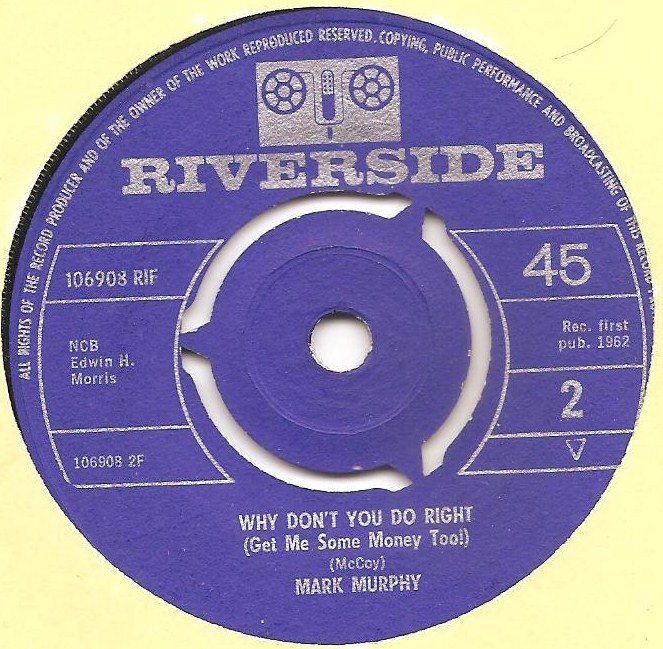 ALL RIGHTS OF THE RECORD PRODUCER AND OF THE OWNER OF THE WORK REPRODUCED RESERVED. COPYING, PUBLIC PERFORMANCE AND BROADCASTING OF THIS RECORD
RIVERSIDE
106908 RIF
45
NCB
Edwin H.
Morris
Rec. first
pub. 1962
2
106908 2F
WHY DON'T YOU DO RIGHT
(Get Me Some Money Too!)
(McCoy)
MARK MURPHY